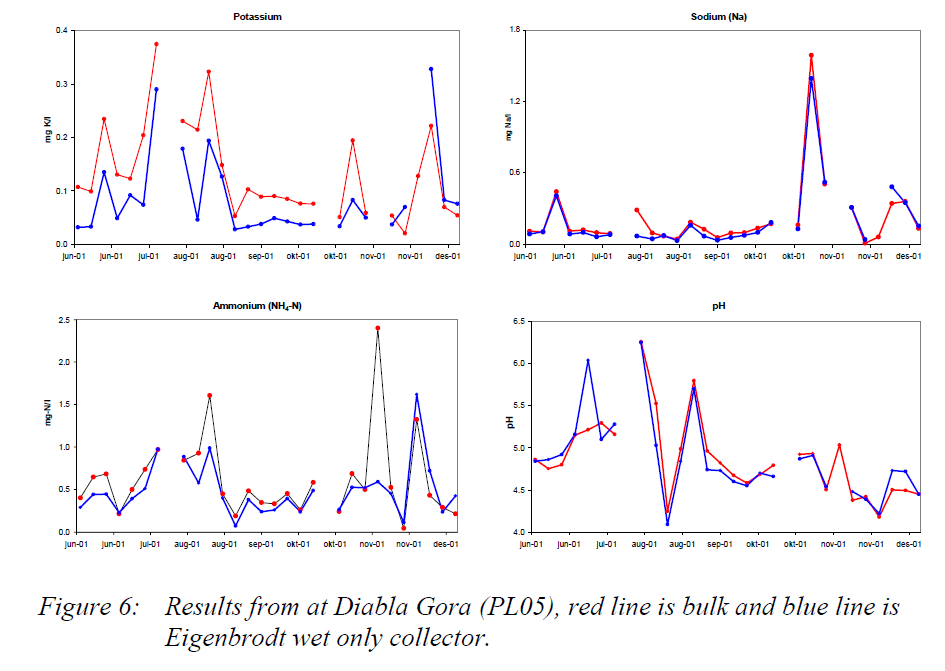 Potassium
0.4
0.3
0.2
0.1
0.0
mg K/l
jun-01 jun-01 jul-01 aug-01 aug-01 sep-01 okt-01 okt-01 nov-01 nov-01 des-01
Sodium (Na)
1.8
1.2
0.6
0.0
mg Na/l
jun-01 jun-01 jul-01 aug-01 aug-01 sep-01 okt-01 okt-01 nov-01 nov-01 des-01
Ammonium (NH4-N)
2.5
2.0
1.5
1.0
0.5
0.0
mg-N/l
jun-01 jun-01 jul-01 aug-01 aug-01 sep-01 okt-01 okt-01 nov-01 nov-01 des-01
pH
6.5
6.0
5.5
5.0
4.5
4.0
pH
jun-01 jun-01 jul-01 aug-01 aug-01 sep-01 okt-01 okt-01 nov-01 nov-01 des-01
Figure 6: Results from at Diabla Gora (PL05), red line is bulk and blue line is
Eigenbrodt wet only collector.